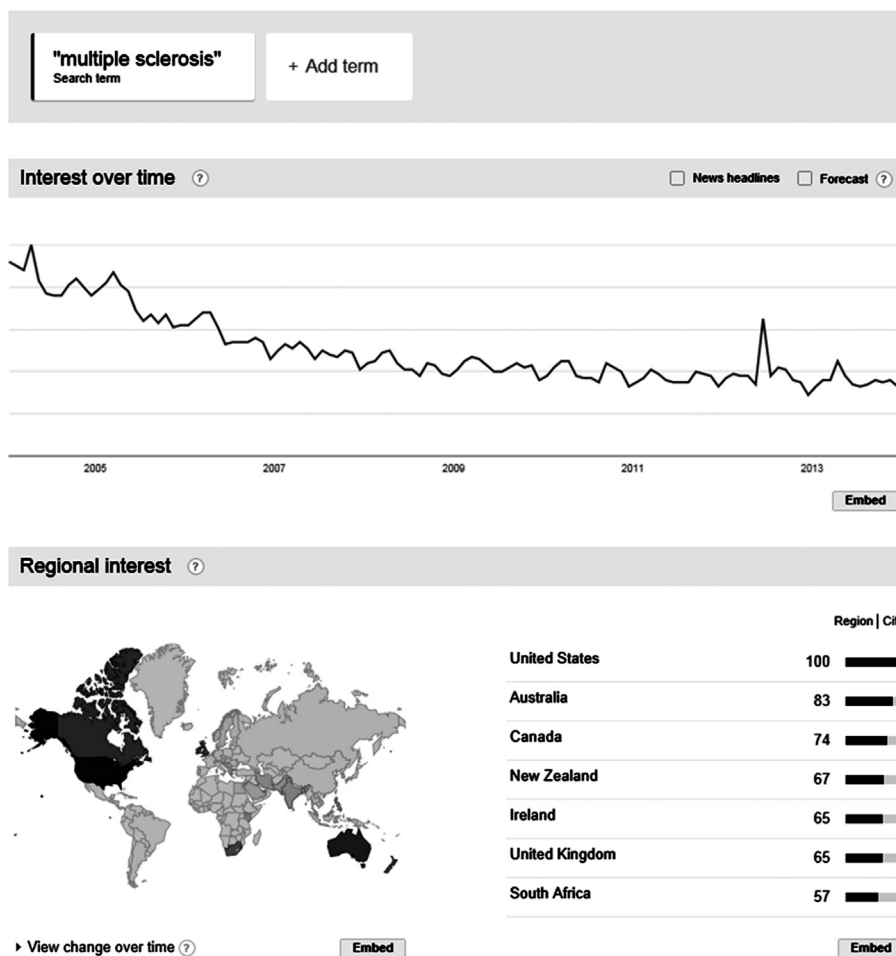 "multiple sclerosis"
Search term
+ Add term
Interest over time ?
News headlines Forecast ?
2005 2007 2009 2011 2013
Embed
Regional interest ?
Region |
United States 100
Australia 83
Canada 74
New Zealand 67
Ireland 65
United Kingdom 65
South Africa 57
View change over time ?
Embed Embed